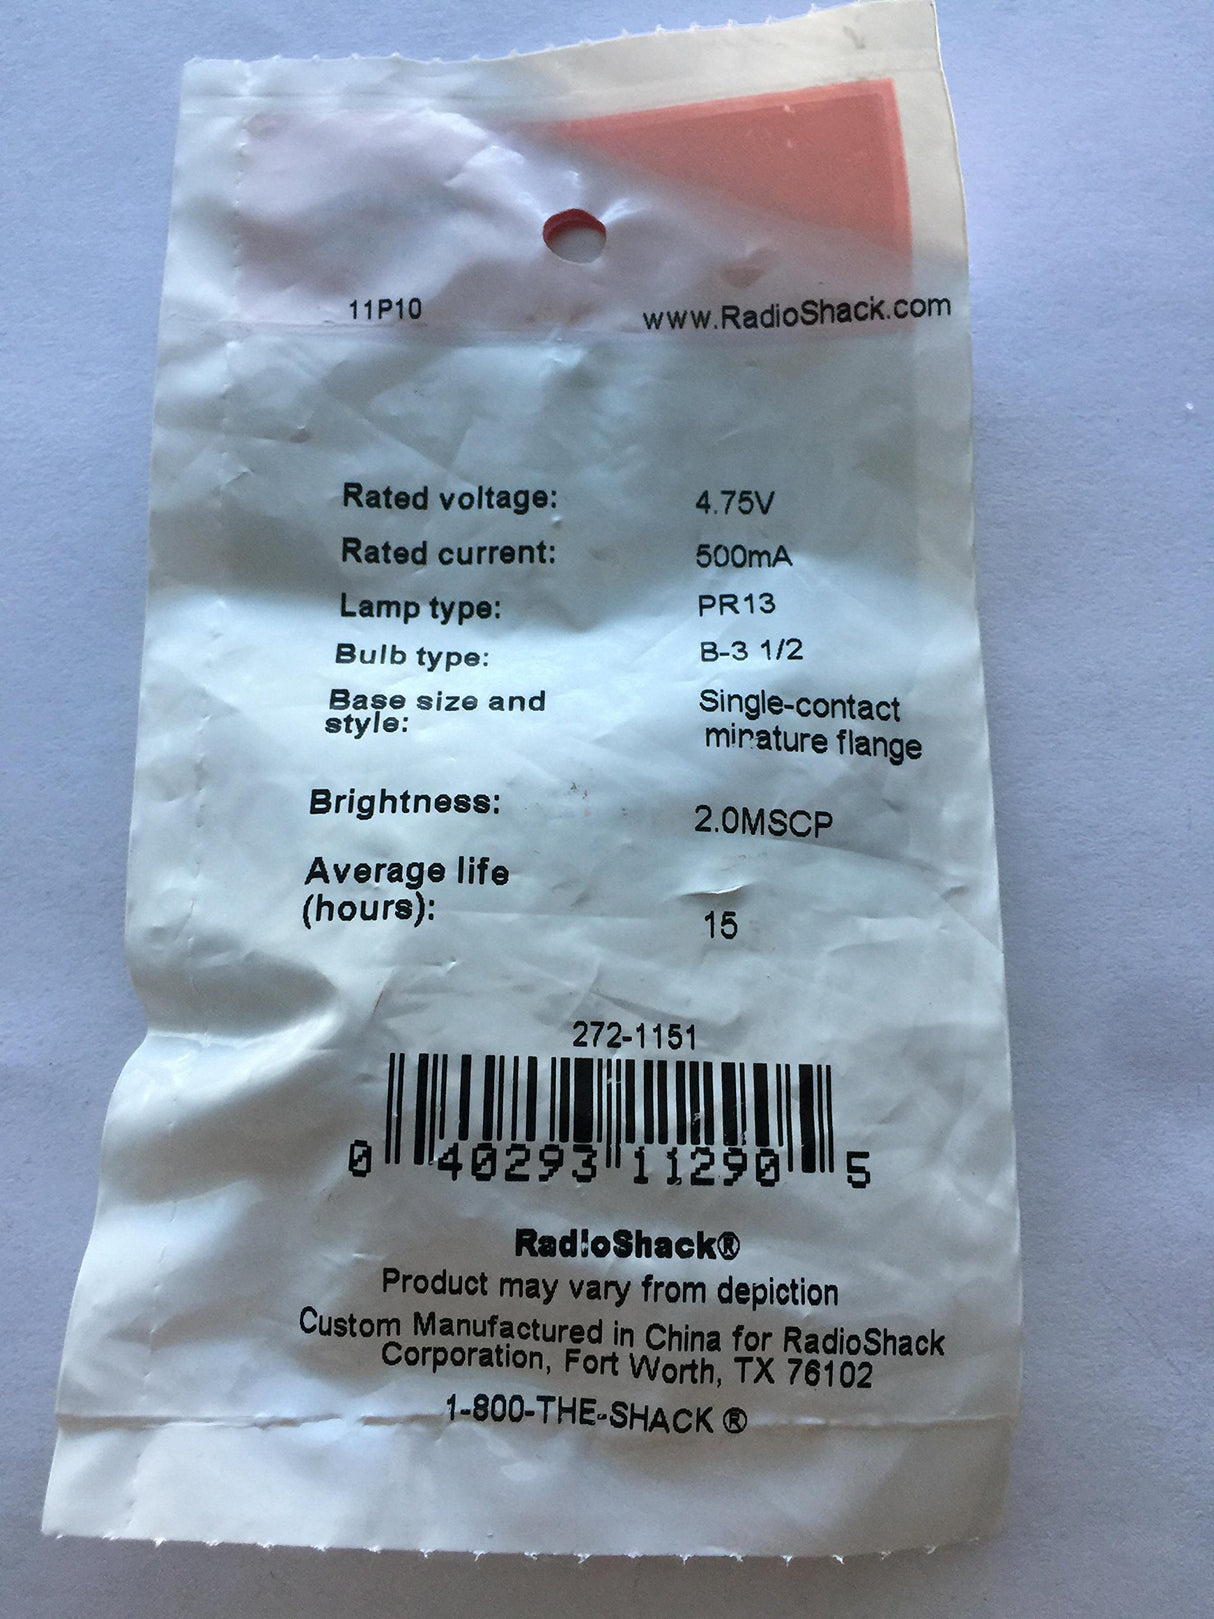 11P10 www.RadioShack.com
Rated voltage: 4.75V
Rated current: 500mA
Lamp type: PR13
Bulb type: B-3 1/2
Base size and Single-contact
style: minature flange
Brightness: 2.0MSCP
Average life
(hours): 15
272-1151
0 40293 11290 5
RadioShack®
Product may vary from depiction
Custom Manufactured in China for RadioShack
Corporation, Fort Worth, TX 76102
1-800-THE-SHACK ®